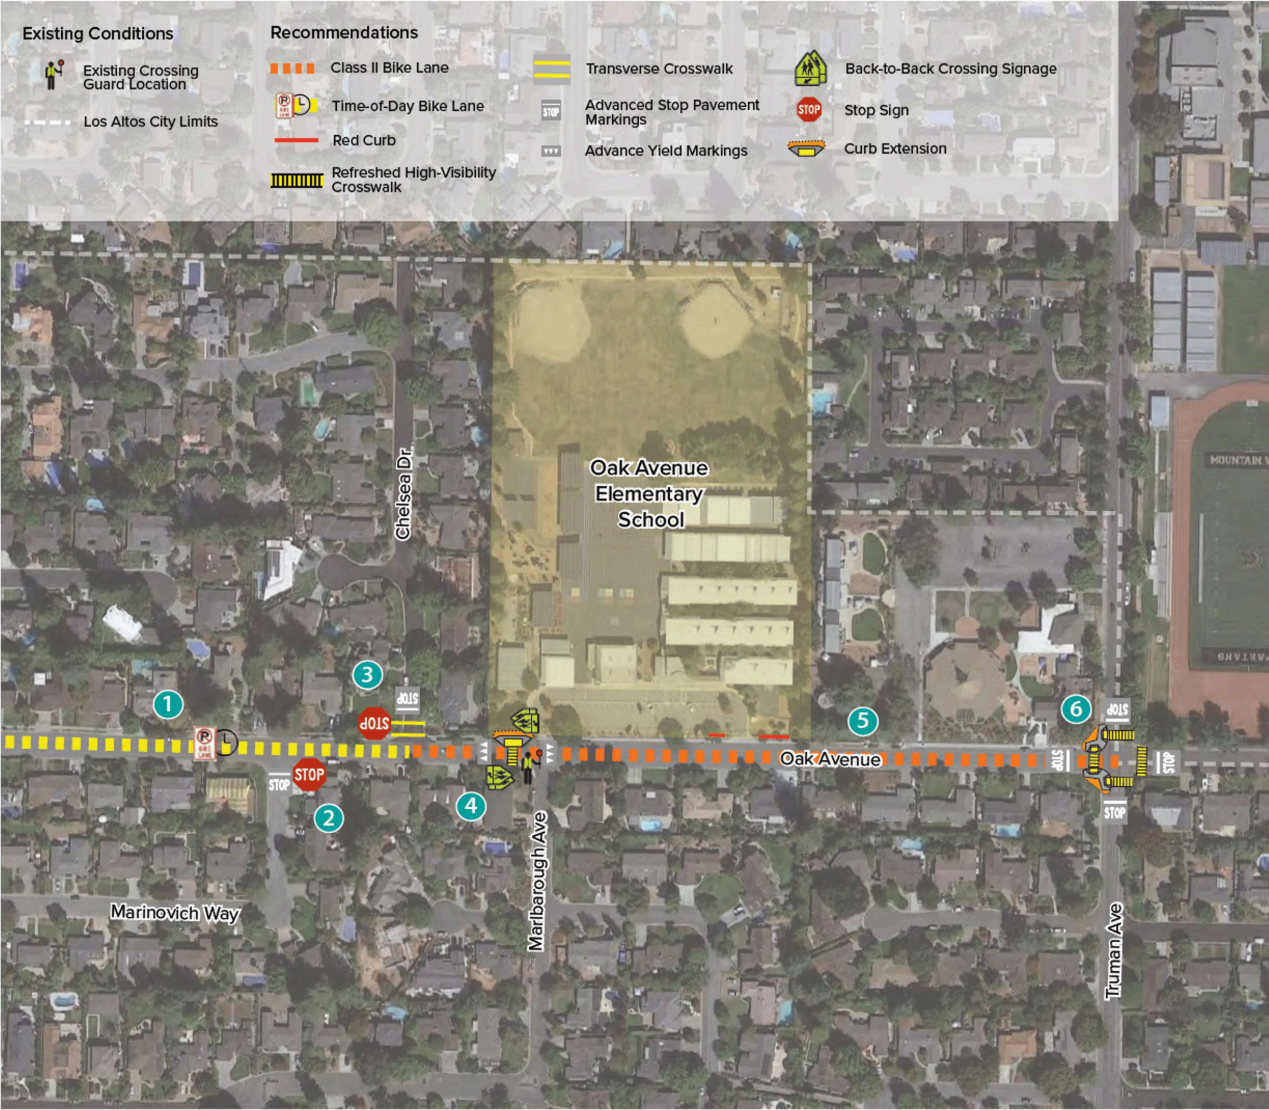 Existing Conditions
Existing Crossing
Guard Location
Los Altos City Limits
Recommendations
Class II Bike Lane
Time-of-Day Bike Lane
Red Curb
Refreshed High-Visibility
Crosswalk
Transverse Crosswalk
STOP
Advanced Stop Pavement
Markings
Advance Yield Markings
Back-to-Back Crossing Signage
STOP
Stop Sign
Curb Extension
Oak Avenue
Elementary
School
Chelsea Dr
SPARTANS
3
STOP
STOP
1
2
STOP
STOP
4
5
Oak Avenue
6
STOP
STOP
STOP
STOP
Marlbarough Ave
Marinovich Way
Truman Ave